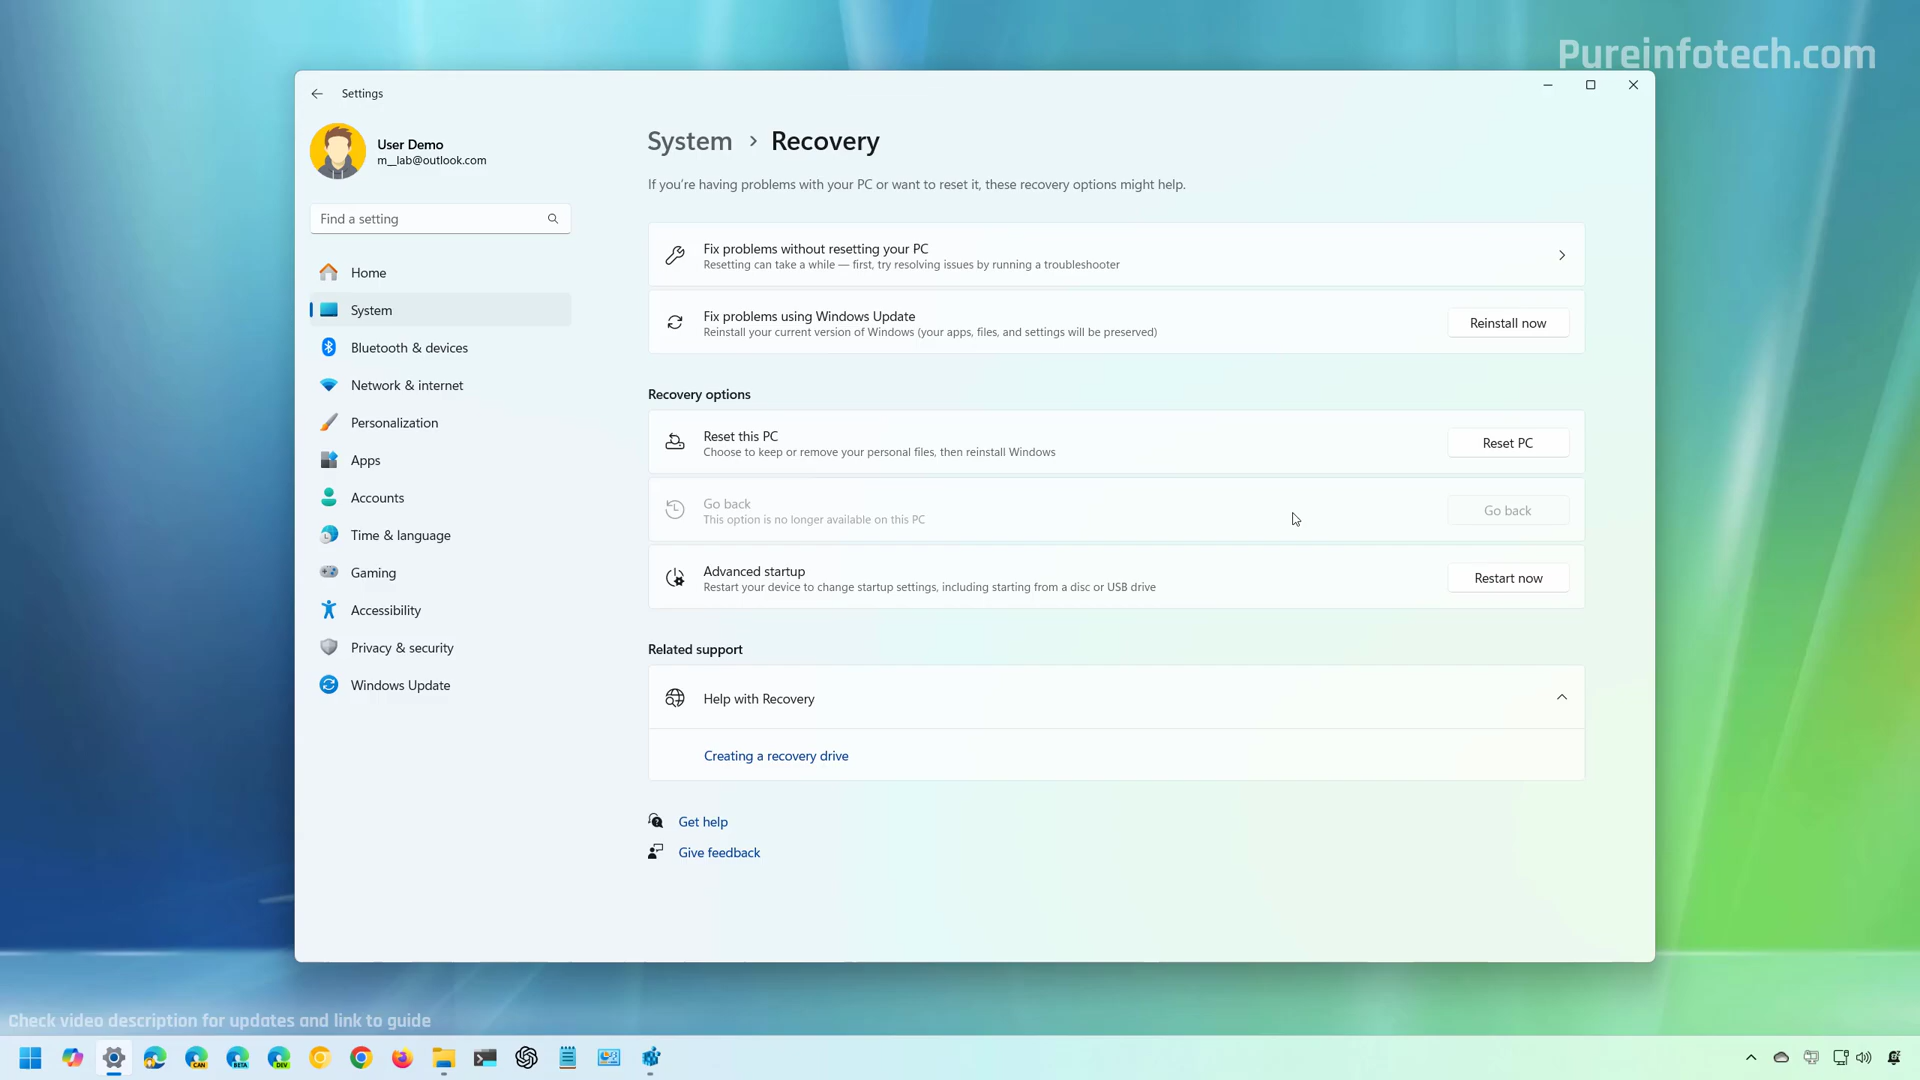 Pureinfotech.com
Settings
User Demo
m__lab@outlook.com
Find a setting
Home
System
Bluetooth & devices
Network & internet
Personalization
Apps
Accounts
Time & language
Gaming
Accessibility
Privacy & security
Windows Update
System › Recovery
If you're having problems with your PC or want to reset it, these recovery options might help.
Fix problems without resetting your PC
Resetting can take a while — first, try resolving issues by running a troubleshooter
Fix problems using Windows Update
Reinstall your current version of Windows (your apps, files, and settings will be preserved)
Reinstall now
Recovery options
Reset this PC
Choose to keep or remove your personal files, then reinstall Windows
Reset PC
Go back
This option is no longer available on this PC
Go back
Advanced startup
Restart your device to change startup settings, including starting from a disc or USB drive
Restart now
Related support
Help with Recovery
Creating a recovery drive
Get help
Give feedback
Check video description for updates and link to guide
CAN
BETA
DEV